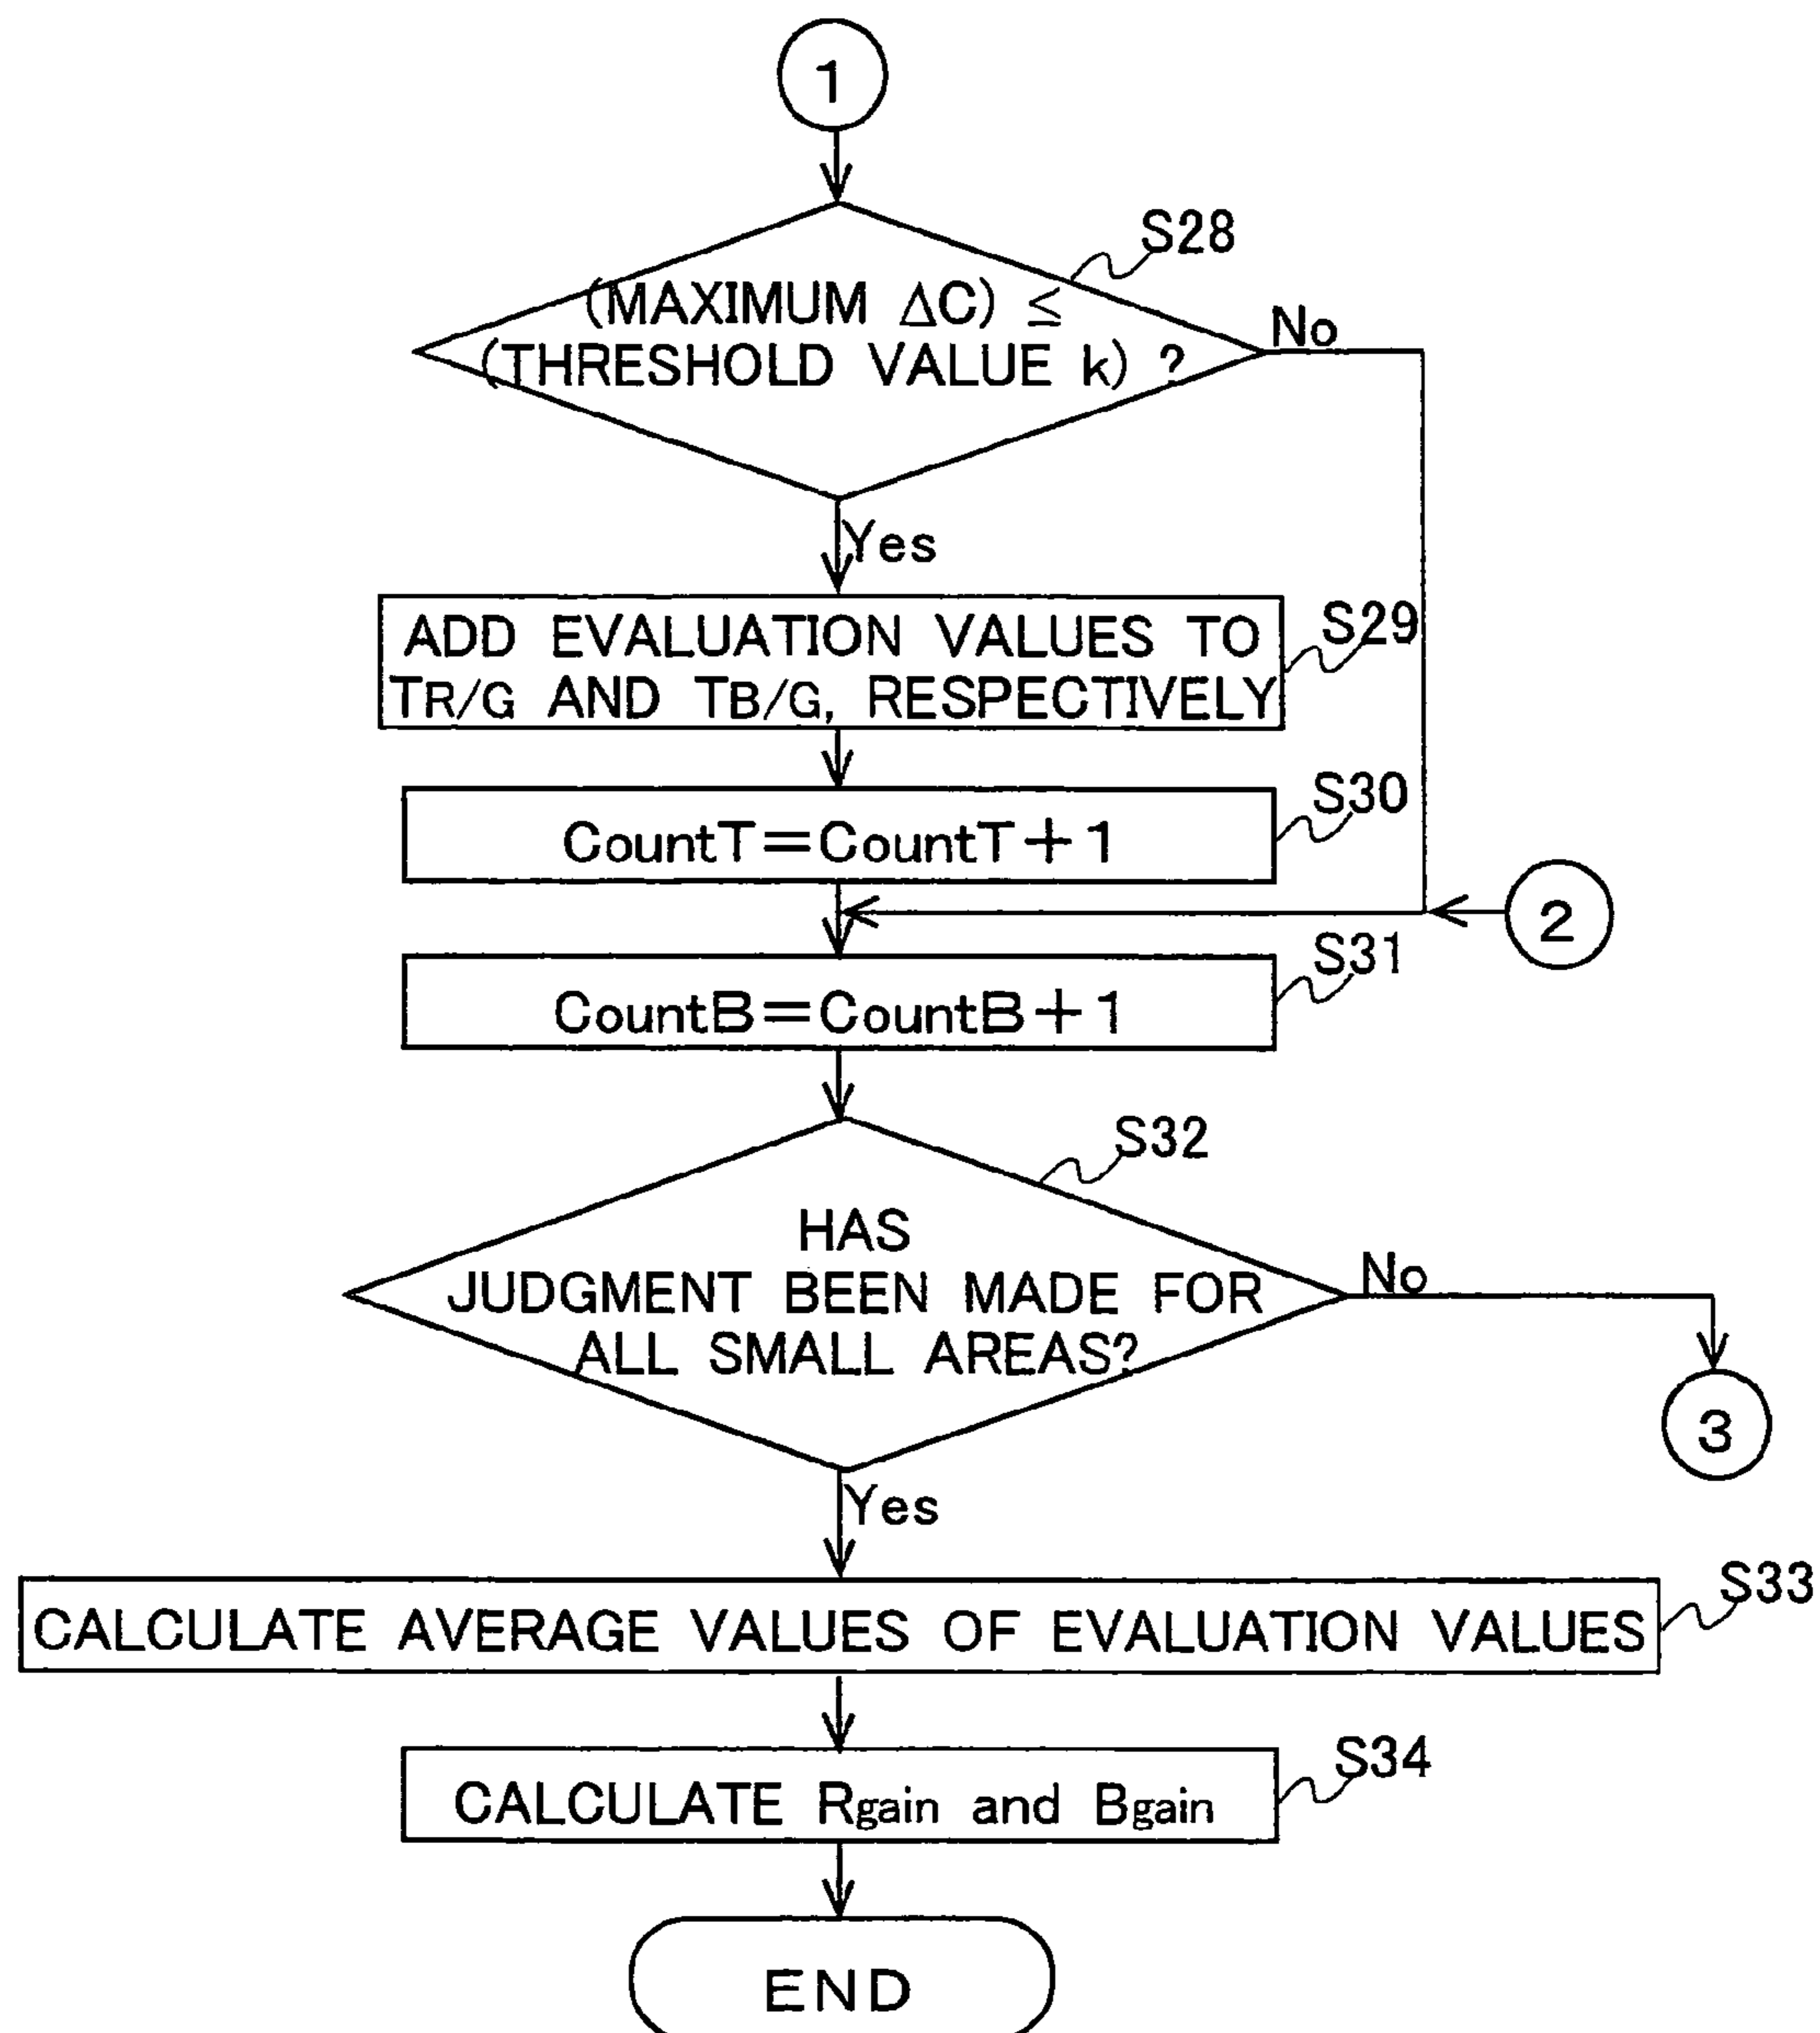 1
S28
(MAXIMUM ΔC) ≤
(THRESHOLD VALUE k) ?
No
Yes
ADD EVALUATION VALUES TO
TR/G AND TB/G, RESPECTIVELY
S29
S30
CountT=CountT+1
2
S31
CountB=CountB+1
S32
HAS
JUDGMENT BEEN MADE FOR
ALL SMALL AREAS?
No
3
Yes
S33
CALCULATE AVERAGE VALUES OF EVALUATION VALUES
S34
CALCULATE Rgain and Bgain
END